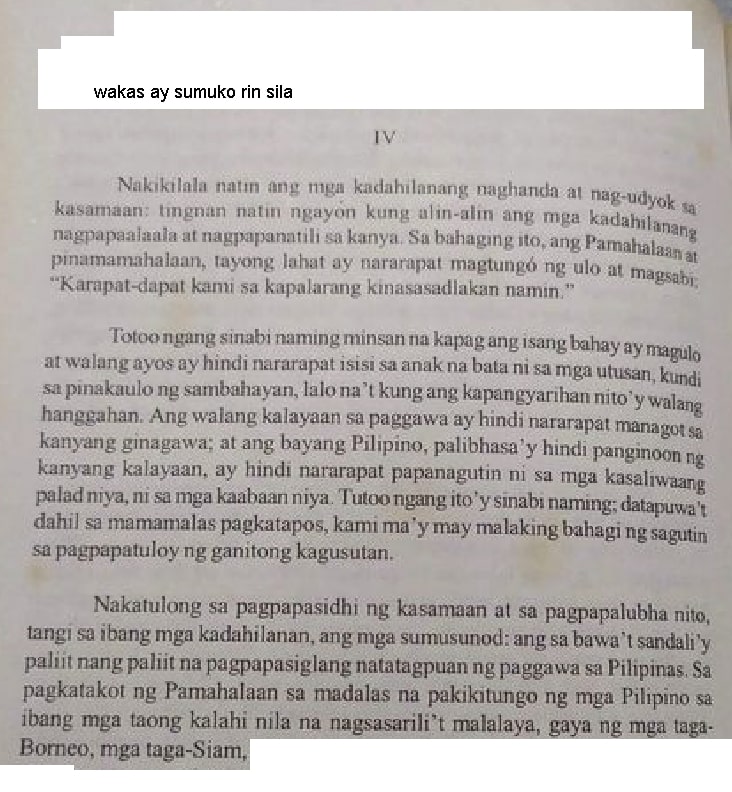 wakas ay sumuko rin sila
IV
Nakikilala natin ang mga kadahilanang naghanda at nag-udyok sa
kasamaan: tingnan natin ngayon kung alin-alin ang mga kadahilanang
nagpapaalaala at nagpapanatili sa kanya. Sa bahaging ito, ang Pamahalaan at
pinamamahalaan, tayong lahat ay nararapat magtungó ng ulo at magsabi:
“Karapat-dapat kami sa kapalarang kinasasadlakan namin.”
Totoo ngang sinabi naming minsan na kapag ang isang bahay ay magulo
at walang ayos ay hindi nararapat isisi sa anak na bata ni sa mga utusan, kundi
sa pinakaulo ng sambahayan, lalo na’t kung ang kapangyarihan nito’y walang
hanggahan. Ang walang kalayaan sa paggawa ay hindi nararapat managot sa
kanyang ginagawa; at ang bayang Pilipino, palibhasa’y hindi panginoon ng
kanyang kalayaan, ay hindi nararapat papanagutin ni sa mga kasaliwaang
palad niya, ni sa mga kaabaan niya. Tutoo ngang ito’y sinabi naming; datapuwa’t
dahil sa mamamalas pagkatapos, kami ma’y may malaking bahagi ng sagutin
sa pagpapatuloy ng ganitong kagusutan.
Nakatulong sa pagpapasidhi ng kasamaan at sa pagpapalubha nito,
tangi sa ibang mga kadahilanan, ang mga sumusunod: ang sa bawa’t sandali’y
paliit nang paliit na pagpapasiglang natatagpuan ng paggawa sa Pilipinas. Sa
pagkatakot ng Pamahalaan sa madalas na pakikitungo ng mga Pilipino sa
ibang mga taong kalahi nila na nagsasarili’t malalaya, gaya ng mga taga-
Borneo, mga taga-Siam,